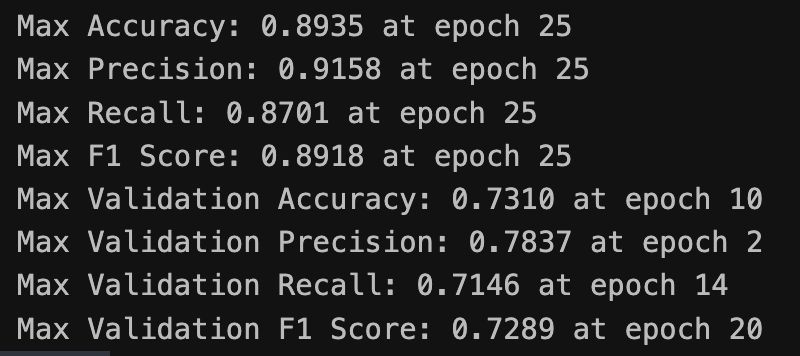 Max Accuracy: 0.8935 at epoch 25
Max Precision: 0.9158 at epoch 25
Max Recall: 0.8701 at epoch 25
Max F1 Score: 0.8918 at epoch 25
Max Validation Accuracy: 0.7310 at epoch 10
Max Validation Precision: 0.7837 at epoch 2
Max Validation Recall: 0.7146 at epoch 14
Max Validation F1 Score: 0.7289 at epoch 20